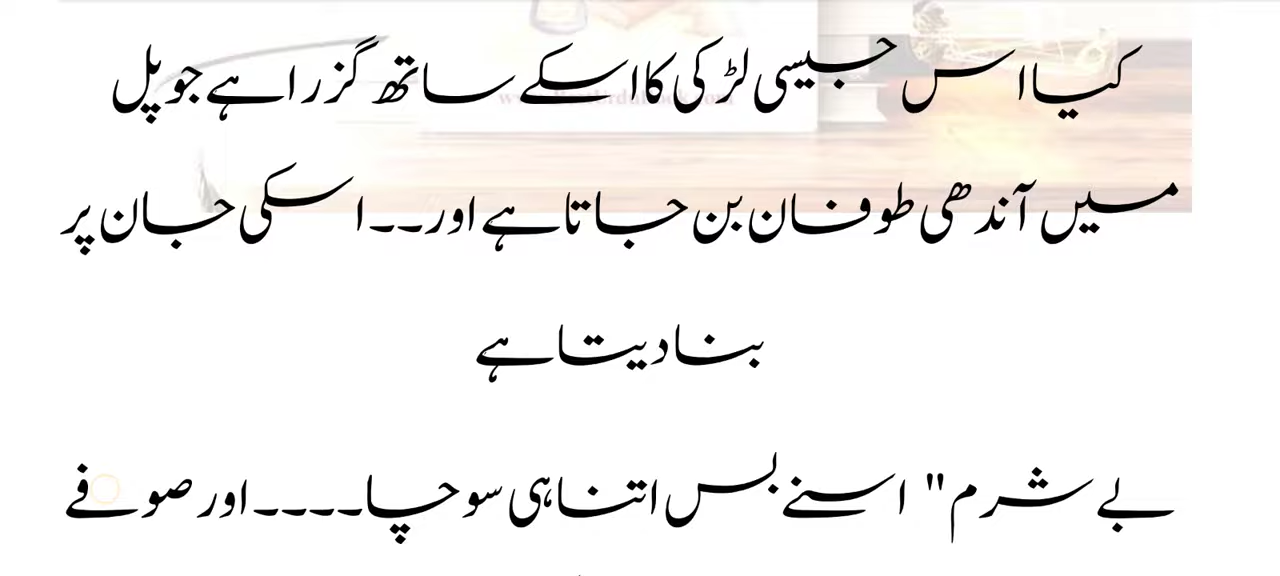 کیا اس جیسی لڑکی کا اسکے ساتھ گزرا ہے جو پل
میں آندھی طوفان بن جاتا ہے اور۔۔ اسکی جان پر
بنا دیتا ہے
بے شرم" اسنے بس اتنا ہی سوچا۔۔۔۔ اور صوفے